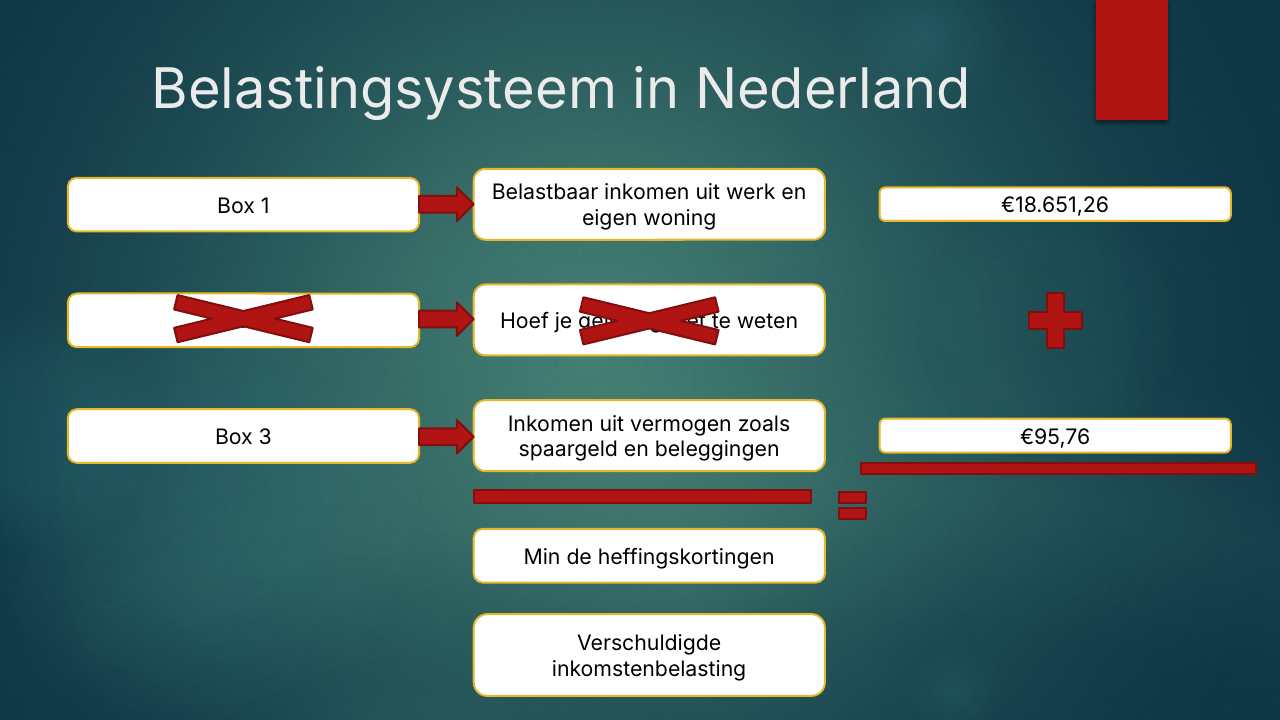 Belastingsysteem in Nederland
Box 1
Belastbaar inkomen uit werk en
eigen woning
€18.651,26
Hoef je te weten
Box 3
Inkomen uit vermogen zoals
spaargeld en beleggingen
€95,76
Min de heffingskortingen
Verschuldigde
inkomstenbelasting